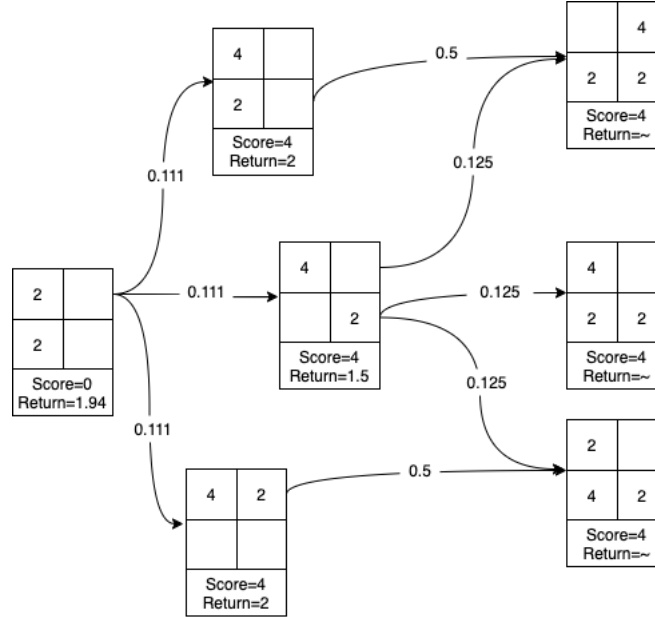 4
2
Score=4
Return=2
0.5
4
2 2
Score=4
Return=~
0.111
0.125
2
2
Score=0
Return=1.94
0.111
4
2
Score=4
Return=1.5
0.125
4
2 2
Score=4
Return=~
0.111
0.125
4 2
Score=4
Return=2
0.5
2
4 2
Score=4
Return=~